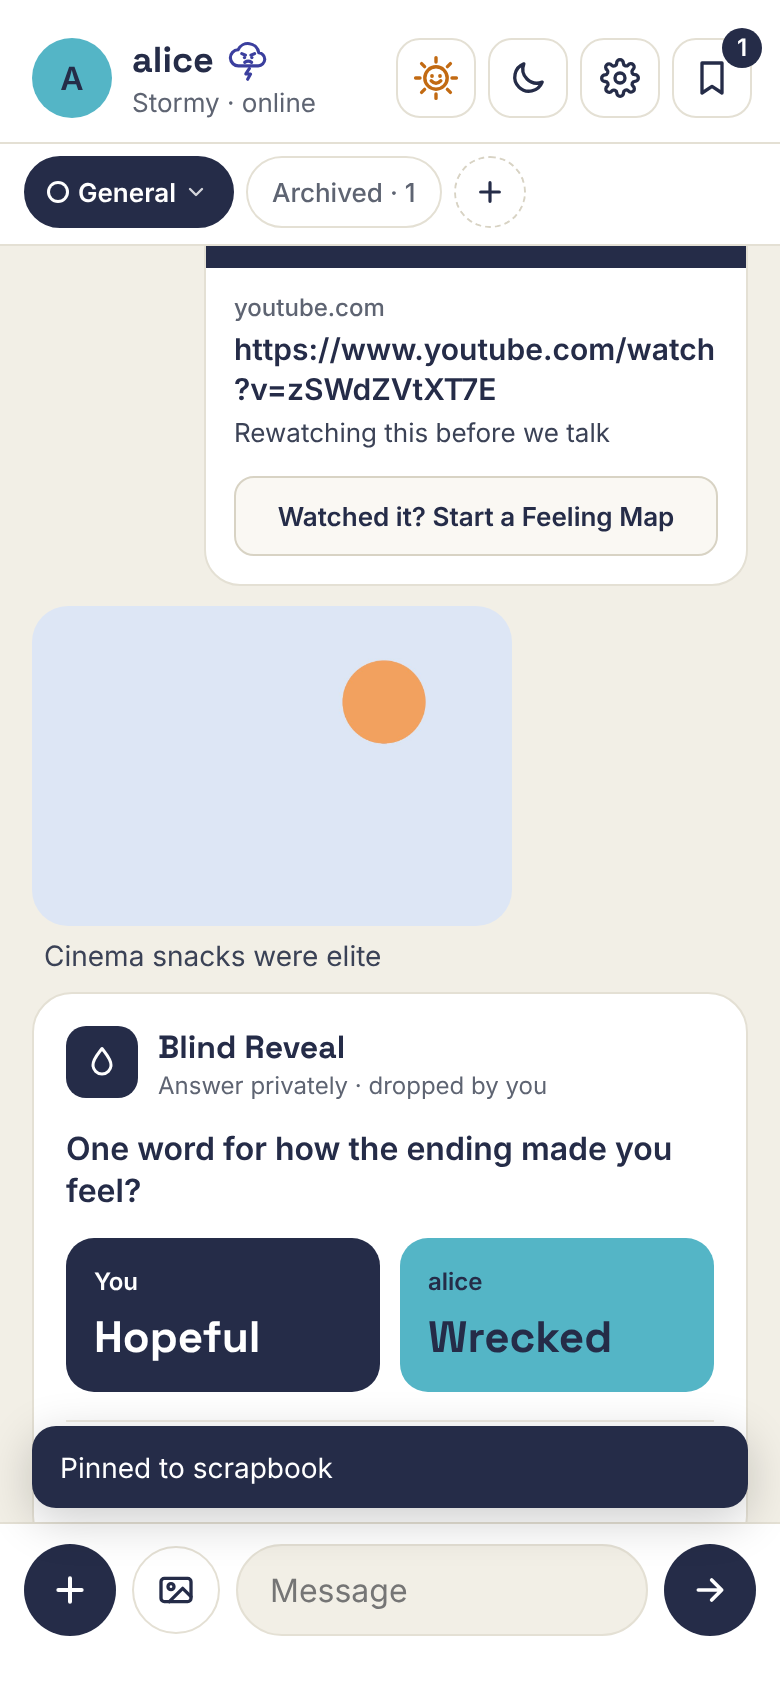 A
alice
Stormy · online
1
General
Archived · 1
youtube.com
https://www.youtube.com/watch
?v=zSWdZVtXT7E
Rewatching this before we talk
Watched it? Start a Feeling Map
Cinema snacks were elite
Blind Reveal
Answer privately · dropped by you
One word for how the ending made you
feel?
You
Hopeful
alice
Wrecked
Pinned to scrapbook
Message